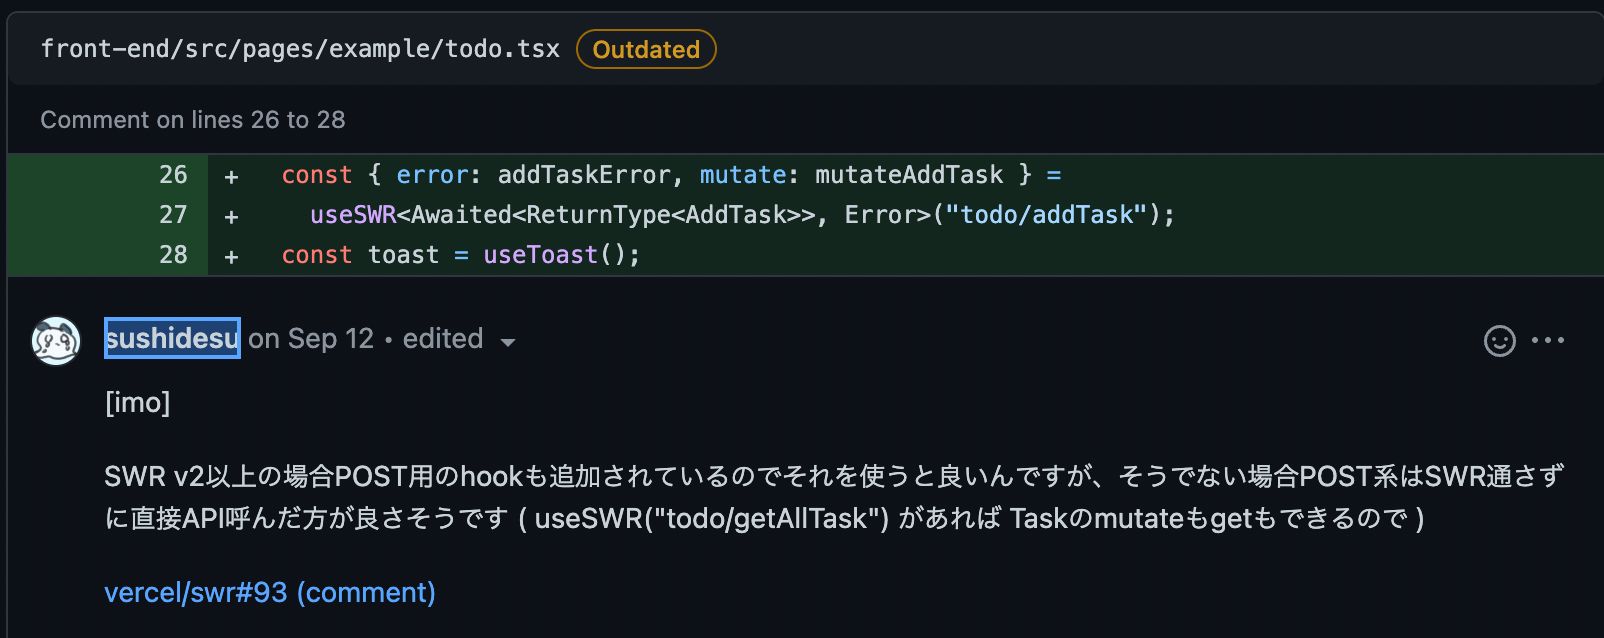 front-end/src/pages/example/todo.tsx Outdated
Comment on lines 26 to 28
26 + const { error: addTaskError, mutate: mutateAddTask } =
27 + useSWR<Awaited<ReturnType<AddTask>>, Error>("todo/addTask");
28 + const toast = useToast();
sushidesu on Sep 12 • edited
[imo]
SWR v2以上の場合POST用のhookも追加されているのでそれを使うと良いんですが、そうでない場合POST系はSWR通さず
に直接API呼んだ方が良さそうです ( useSWR("todo/getAllTask") があれば Taskのmutateもgetもできるので )
vercel/swr#93 (comment)